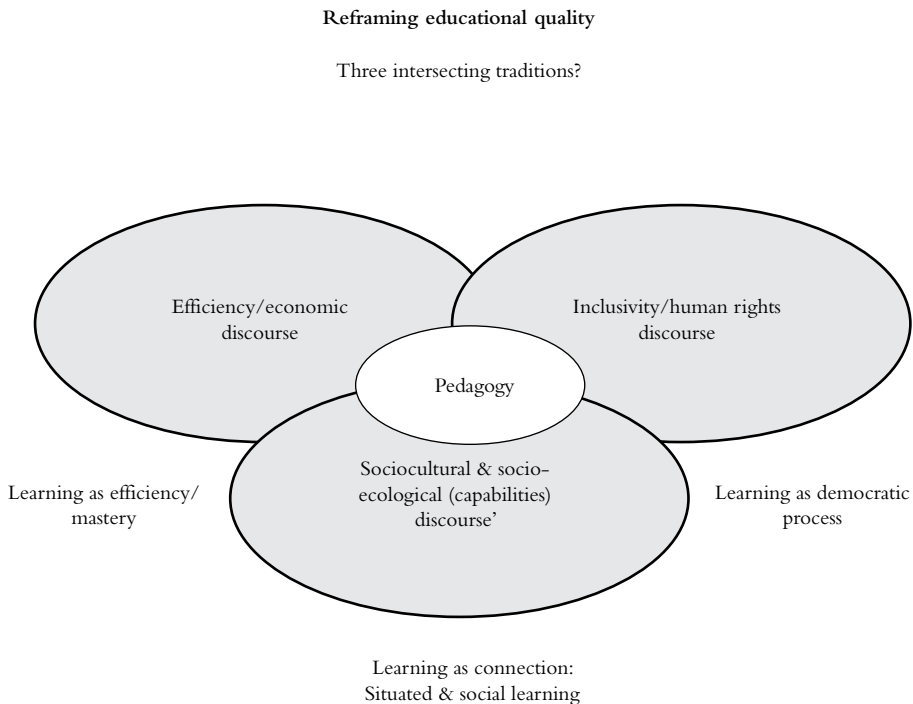 Reframing educational quality
Three intersecting traditions?
Efficiency/economic
discourse
Inclusivity/human rights
discourse
Pedagogy
Sociocultural & socio-
ecological (capabilities)
discourse’
Learning as efficiency/
mastery
Learning as democratic
process
Learning as connection:
Situated & social learning